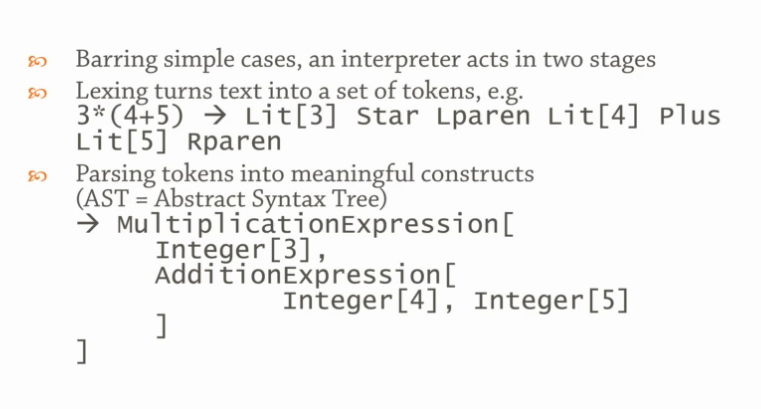 Barring simple cases, an interpreter acts in two stages
Lexing turns text into a set of tokens, e.g.
3*(4+5) → Lit[3] Star Lparen Lit[4] Plus
Lit[5] Rparen
Parsing tokens into meaningful constructs
(AST = Abstract Syntax Tree)
→ MultiplicationExpression[
Integer[3],
AdditionExpression[
Integer[4], Integer[5]
]
]